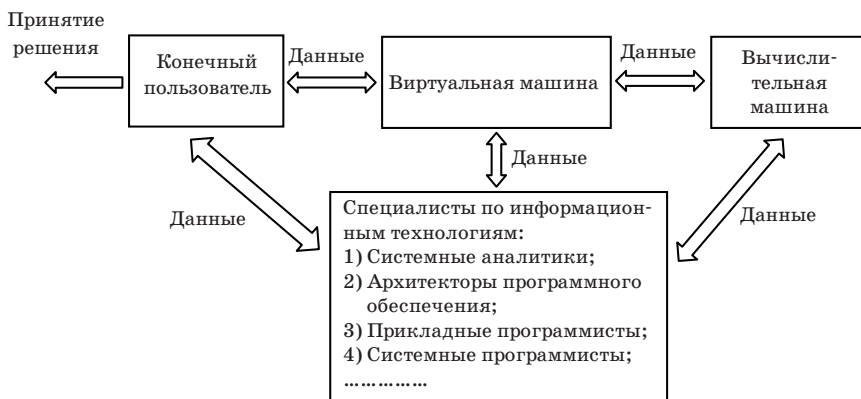 Принятие
решения
Конечный
пользователь
Данные
Виртуальная машина
Данные
Вычисли-
тельная
машина
Данные
Данные
Данные
Специалисты по информацион-
ным технологиям:
1) Системные аналитики;
2) Архитекторы программного
обеспечения;
3) Прикладные программисты;
4) Системные программисты;
……………